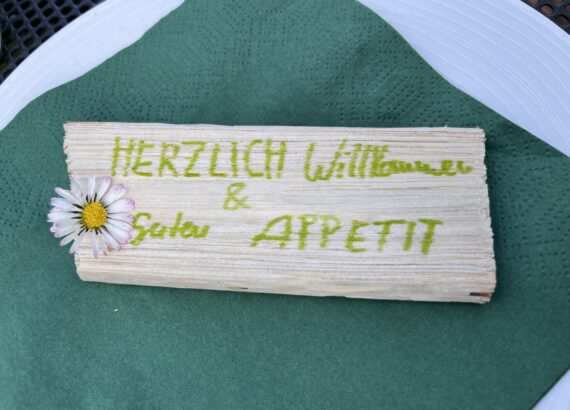 HERZLICH Willkommen
&
Guten APPETIT